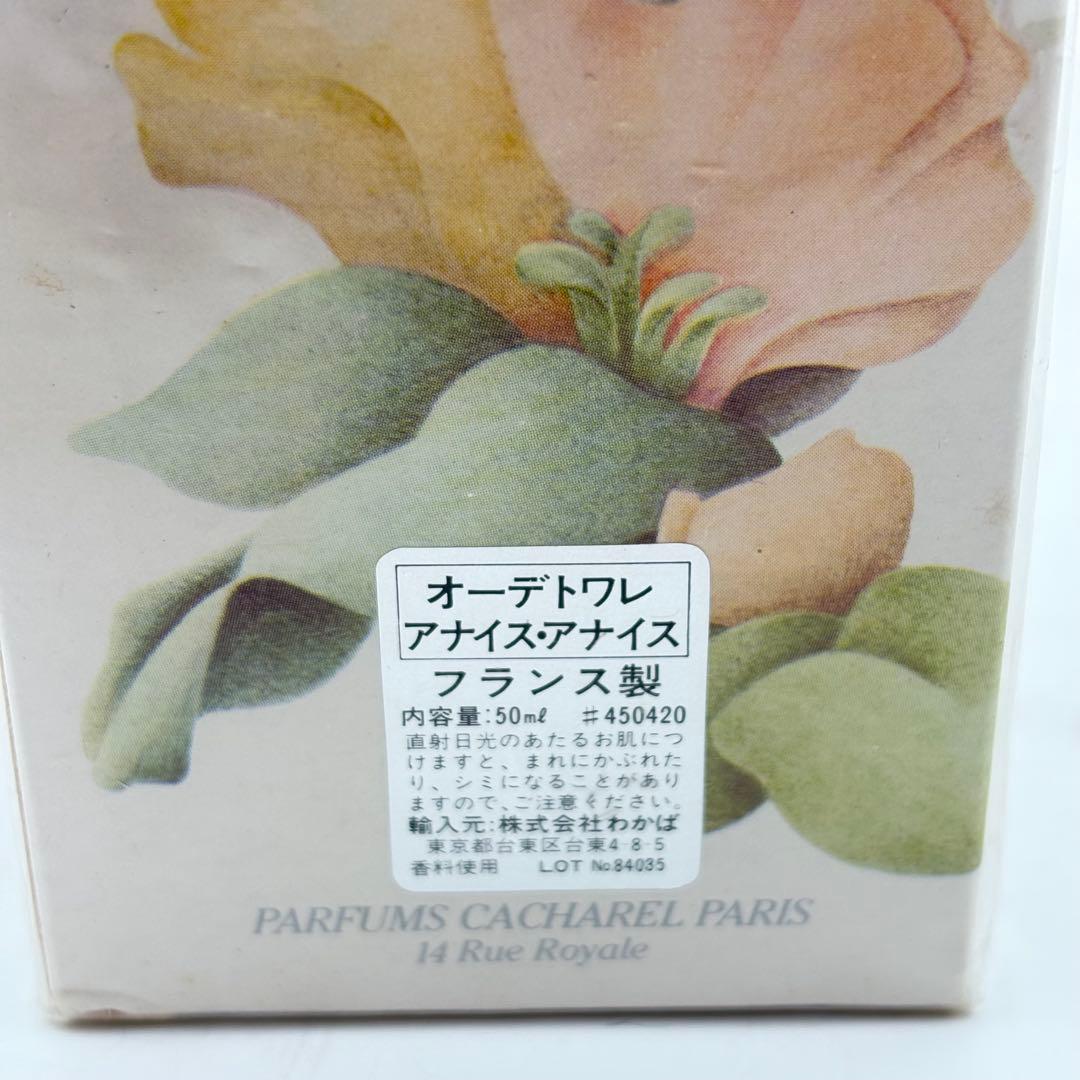 オーデトワレ
アナイス・アナイス
フランス製
内容量:50mℓ ♯450420
直射日光のあたるお肌につ
けますと、まれにかぶれた
り、シミになることがあり
ますので、ご注意ください。
輸入元:株式会社わかば
東京都台東区台東4-8-5
香料使用 LOT No.84035
PARFUMS CACHAREL PARIS
14 Rue Royale